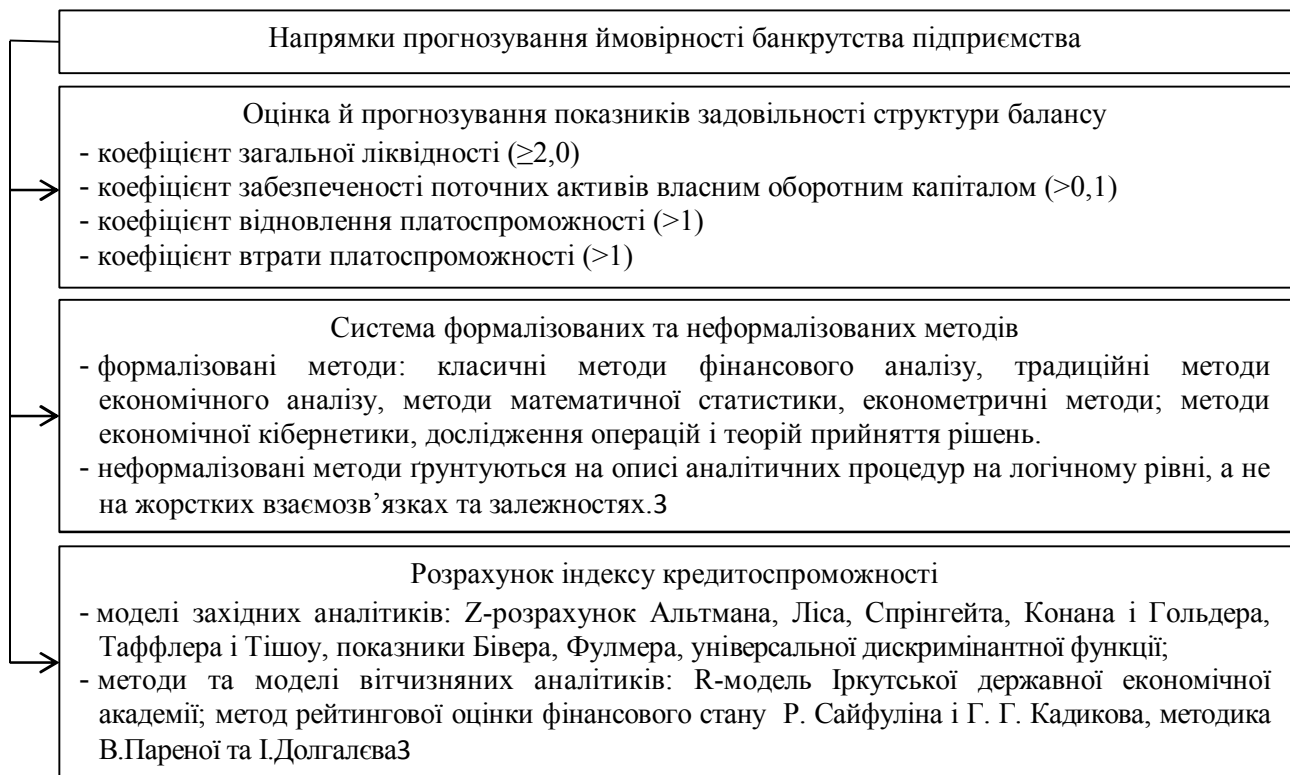 Напрямки прогнозування ймовірності банкрутства підприємства
Оцінка й прогнозування показників задовільності структури балансу
- коефіцієнт загальної ліквідності (≥2,0)
- коефіцієнт забезпеченості поточних активів власним оборотним капіталом (>0,1)
- коефіцієнт відновлення платоспроможності (>1)
- коефіцієнт втрати платоспроможності (>1)
Система формалізованих та неформалізованих методів
- формалізовані методи: класичні методи фінансового аналізу, традиційні методи
економічного аналізу, методи математичної статистики, економетричні методи; методи
економічної кібернетики, дослідження операцій і теорій прийняття рішень.
- неформалізовані методи ґрунтуються на описі аналітичних процедур на логічному рівні, а не
на жорстких взаємозв’язках та залежностях.3
Розрахунок індексу кредитоспроможності
- моделі західних аналітиків: Z-розрахунок Альтмана, Ліса, Спрінгейта, Конана і Гольдера,
Таффлера і Тішоу, показники Бівера, Фулмера, універсальної дискримінантної функції;
- методи та моделі вітчизняних аналітиків: R-модель Іркутської державної економічної
академії; метод рейтингової оцінки фінансового стану Р. Сайфуліна і Г. Г. Кадикова, методика
В.Пареної та І.Долгалєва3